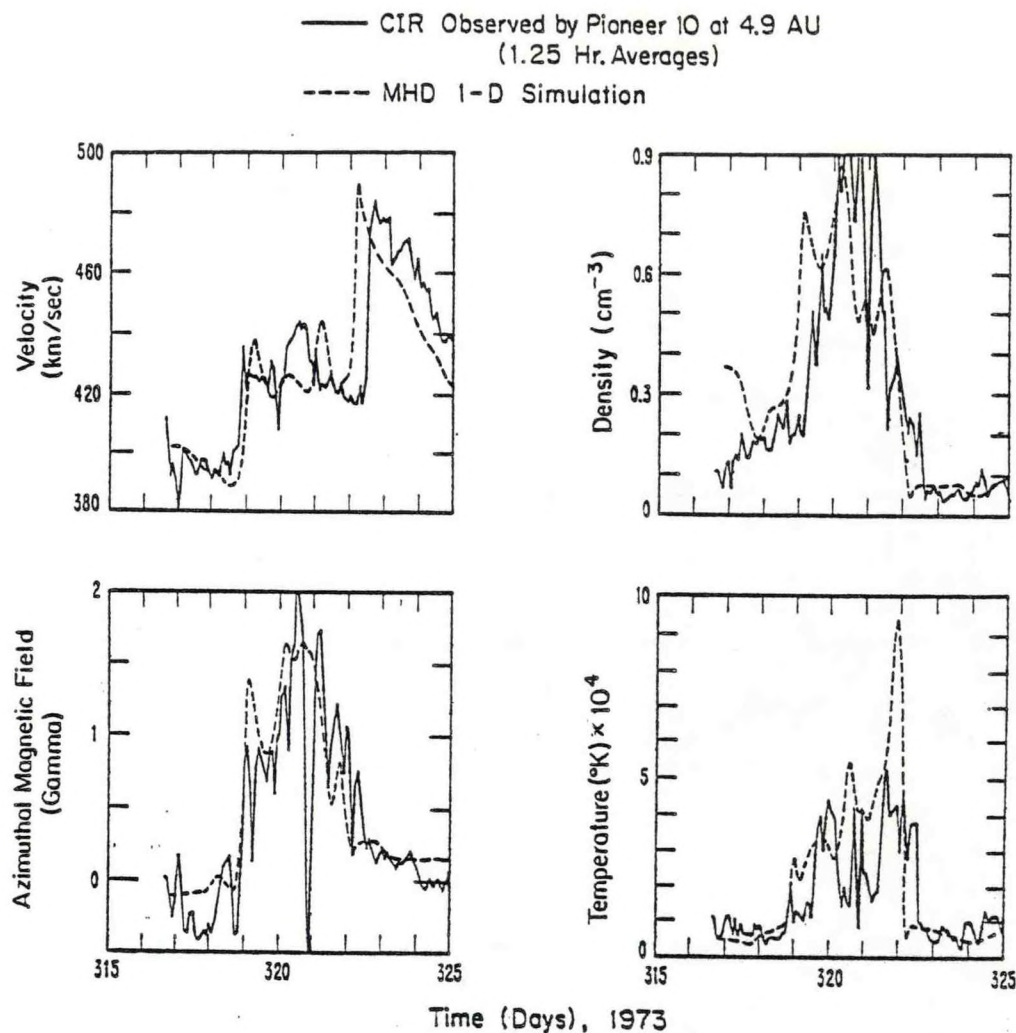 CIR Observed by Pioneer 10 at 4.9 AU
(1.25 Hr. Averages)
MHD 1-D Simulation
500
460
420
380
Velocity
(km/sec)
0.9
0.6
0.3
0
Density (cm⁻³)
2
1
0
315
320
325
Azimuthol Magnetic Field
(Gamma)
10
5
0
315
320
325
Temperature (°K) × 10⁴
Time (Days), 1973